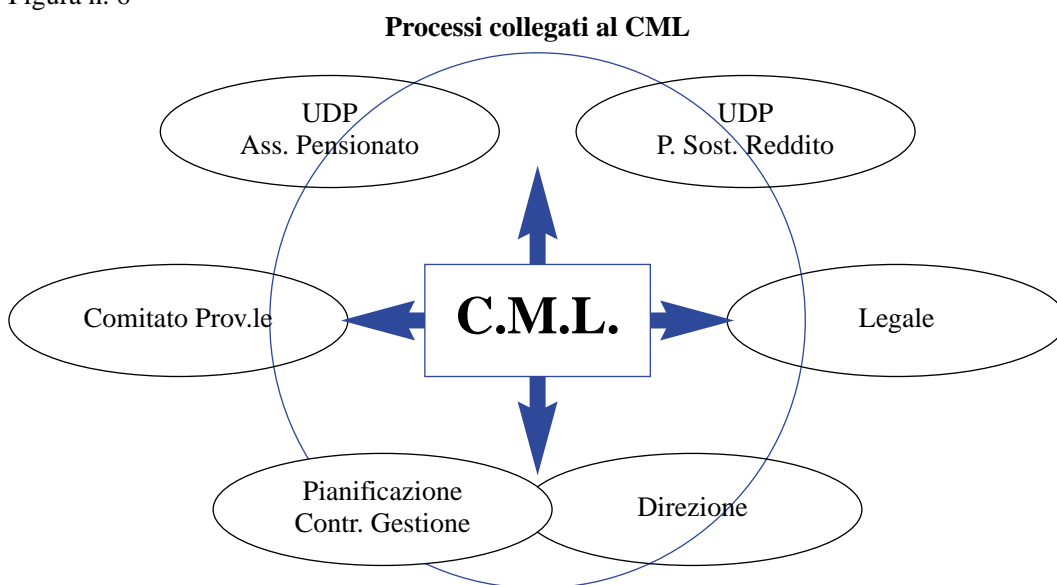 Processi collegati al CML
UDP
Ass. Pensionato
UDP
P. Sost. Reddito
Comitato Prov.le
C.M.L.
Legale
Pianificazione
Contr. Gestione
Direzione